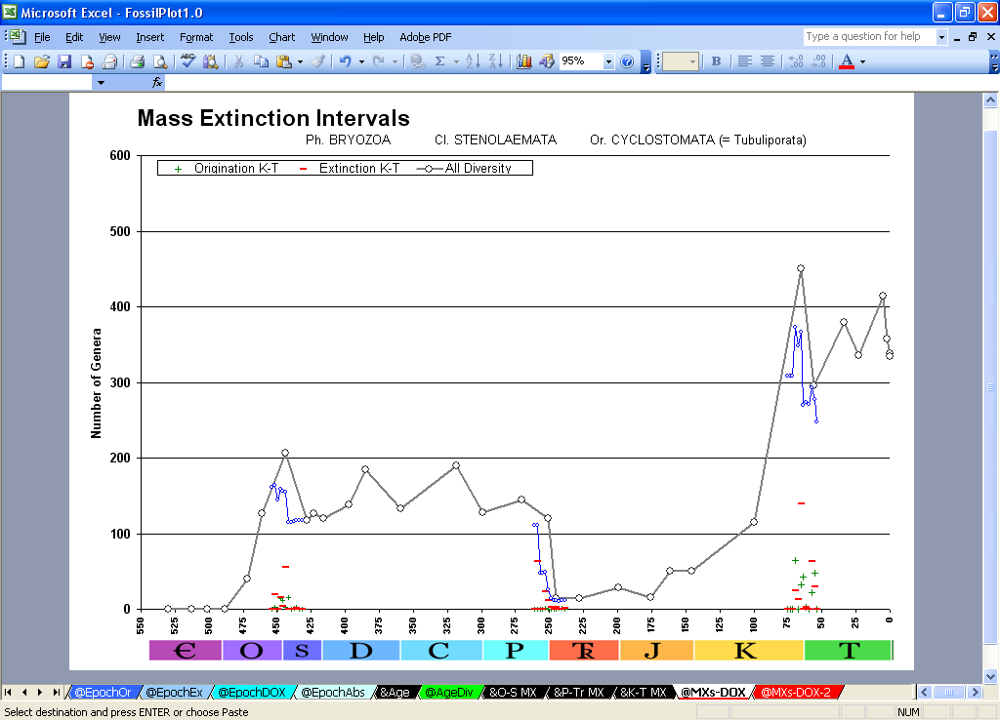 Microsoft Excel - FossilPlot1.0
File Edit View Insert Format Tools Chart Window Help Adobe PDF
Type a question for help
95%
fx
Mass Extinction Intervals
Ph. BRYOZOA Cl. STENOLAEMATA Or. CYCLOSTOMATA (= Tubuliporata)
Origination K-T Extinction K-T All Diversity
600
500
400
300
200
100
0
Number of Genera
550 525 500 475 450 425 400 375 350 325 300 275 250 225 200 175 150 125 100 75 50 25 0
Є O S D C P TR J K T
@EpochOr @EpochEx @EpochDOX @EpochAbs &Age @AgeDiv &O-S MX &P-Tr MX &K-T MX @MXs-DOX @MXs-DOX-2
Select destination and press ENTER or choose Paste NUM